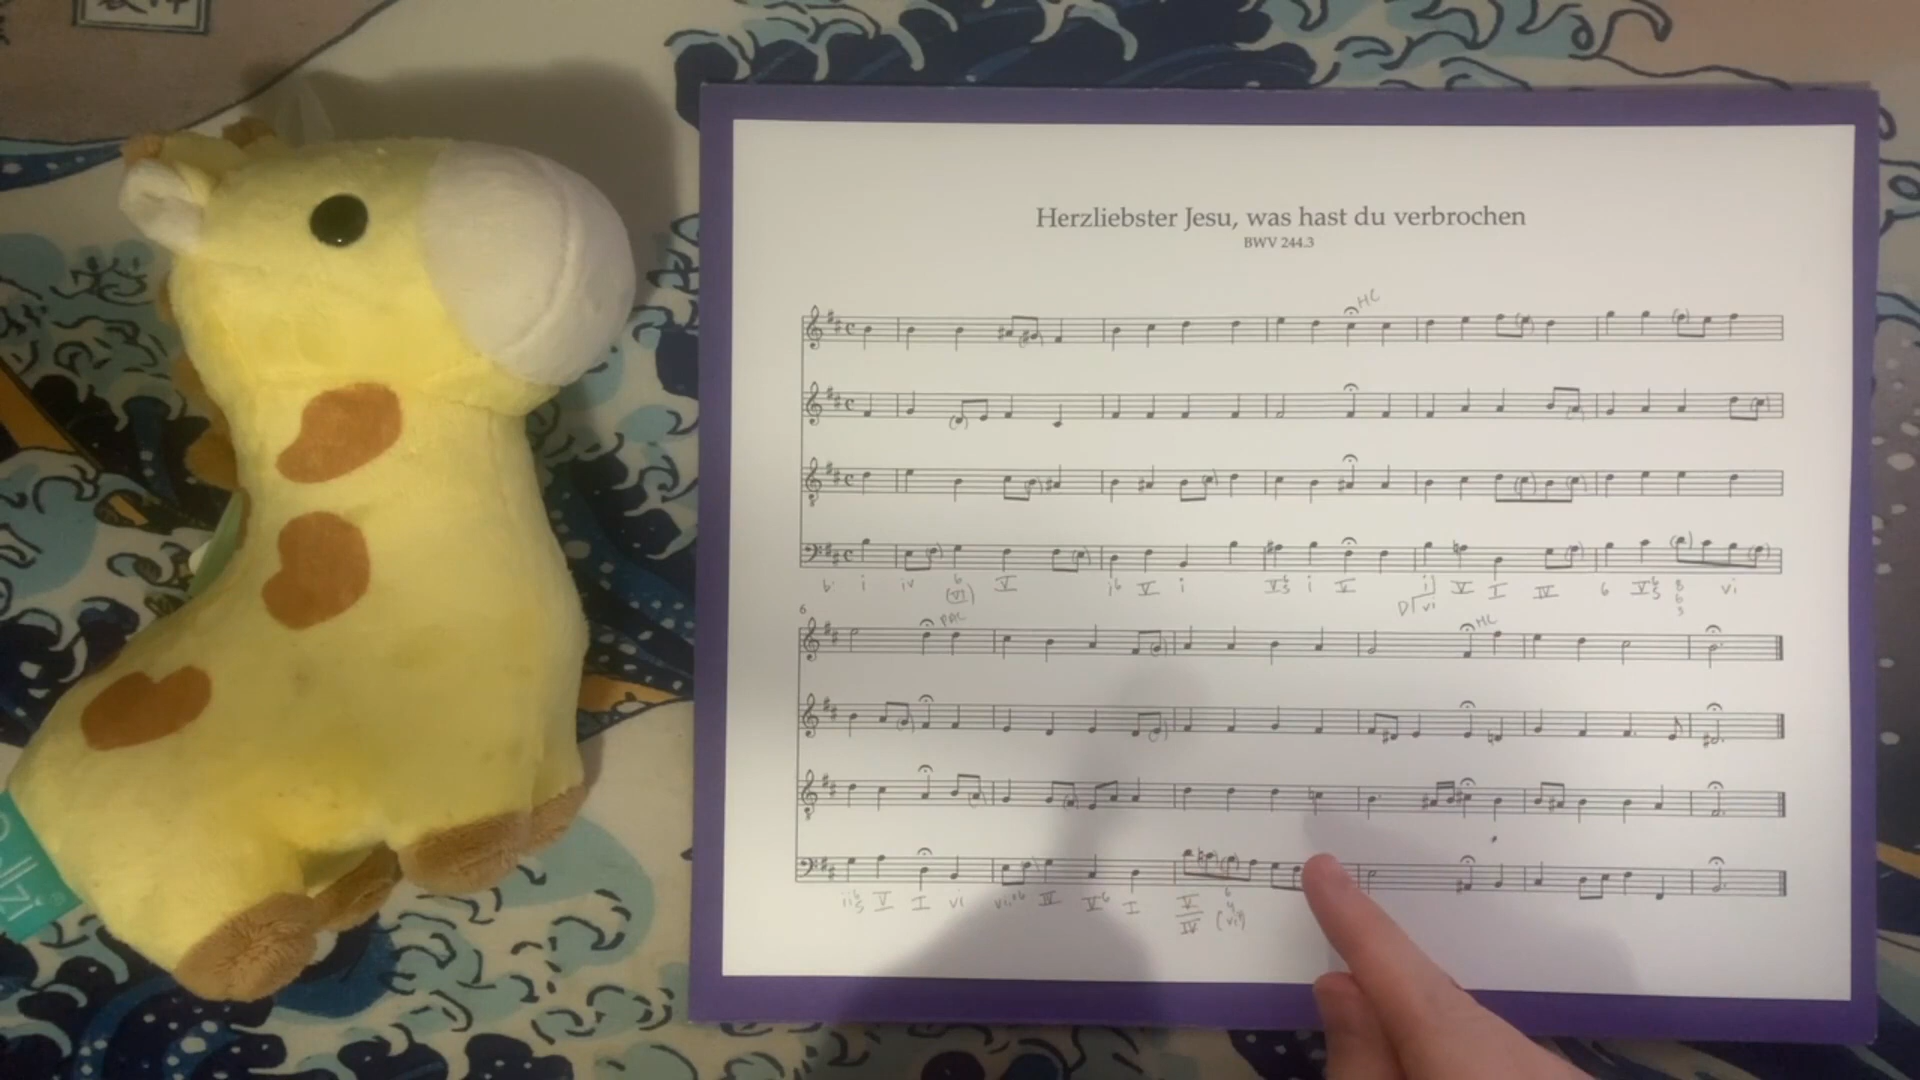 Herzliebster Jesu, was hast du verbrochen
BWV 244.3
HC
b: i iv 6 (VI) V i6 V i V6/5 i V i] V I IV 6 V6/5 8 6 3 vi
D[vi
6
PAC HC
ii6/5 V I vi IV V6 I V/IV 6 4 (vi)